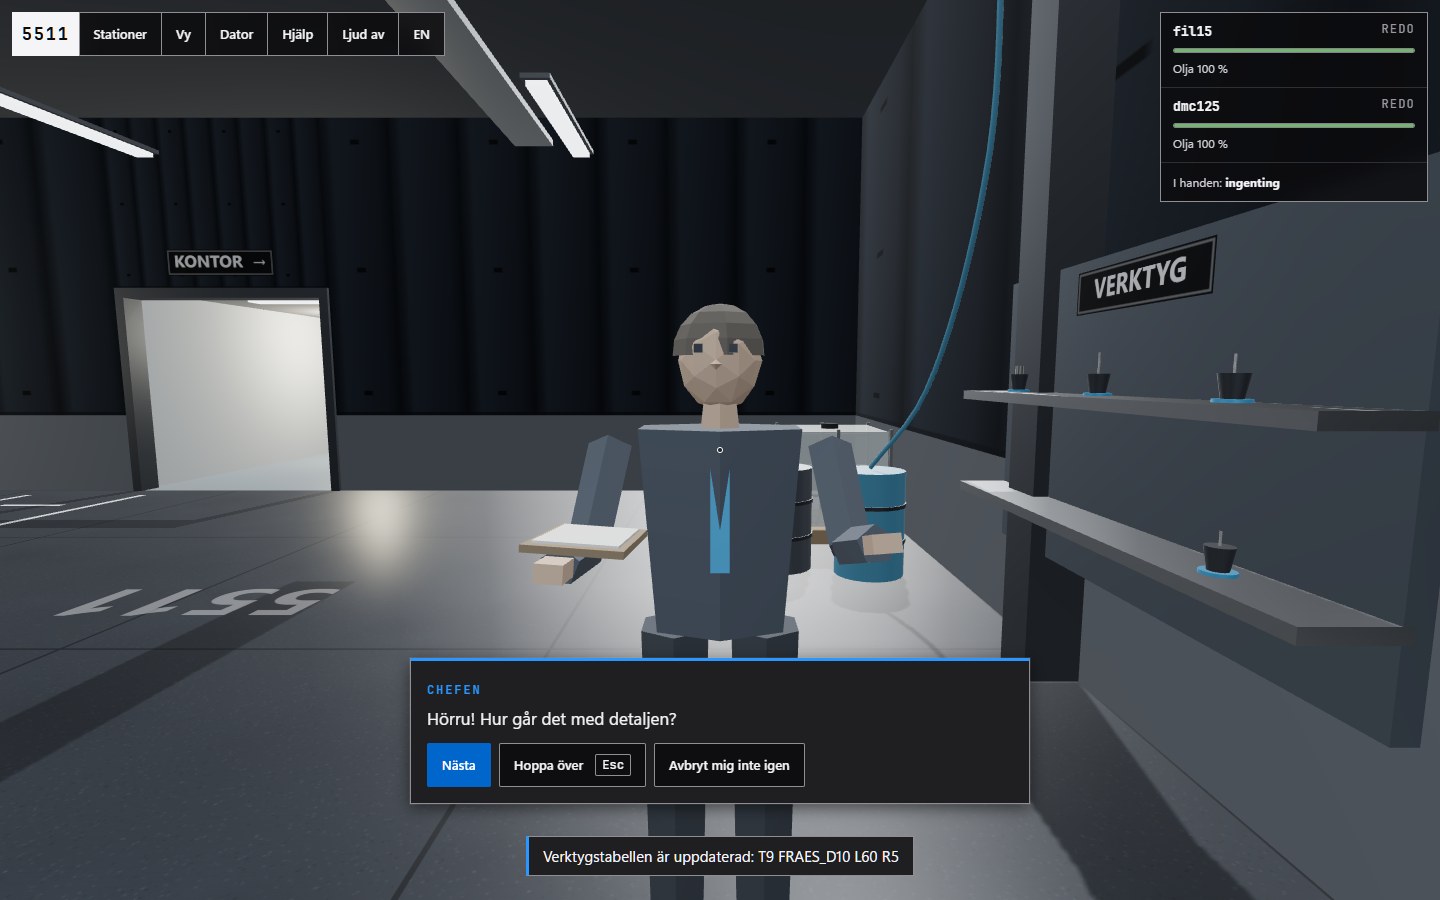 5511 Stationer Vy Dator Hjälp Ljud av EN
fil15 REDO
Olja 100 %
dmc125 REDO
Olja 100 %
I handen: ingenting
KONTOR →
VERKTYG
5511
CHEFEN
Hörru! Hur går det med detaljen?
Nästa Hoppa över Esc Avbryt mig inte igen
Verktygstabellen är uppdaterad: T9 FRAES_D10 L60 R5